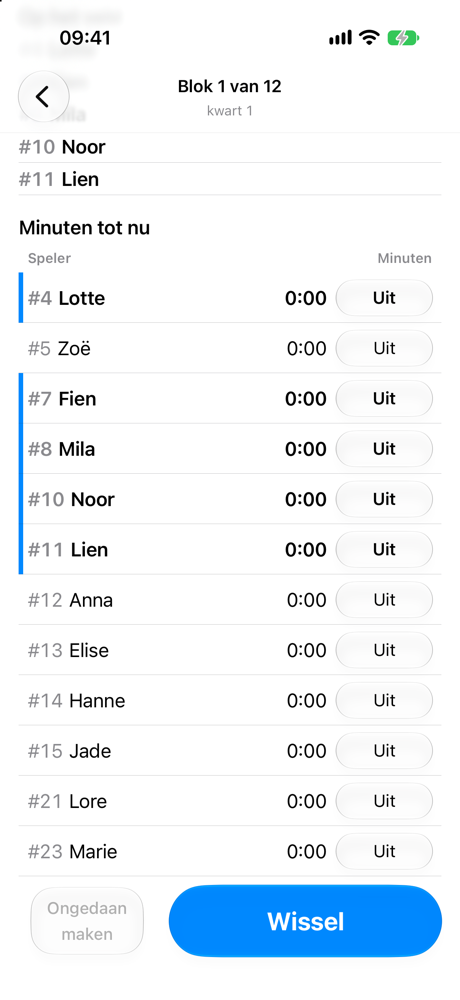 09:41
Blok 1 van 12
kwart 1
#10 Noor
#11 Lien
Minuten tot nu
Speler Minuten
#4 Lotte 0:00 Uit
#5 Zoë 0:00 Uit
#7 Fien 0:00 Uit
#8 Mila 0:00 Uit
#10 Noor 0:00 Uit
#11 Lien 0:00 Uit
#12 Anna 0:00 Uit
#13 Elise 0:00 Uit
#14 Hanne 0:00 Uit
#15 Jade 0:00 Uit
#21 Lore 0:00 Uit
#23 Marie 0:00 Uit
Ongedaan
maken
Wissel